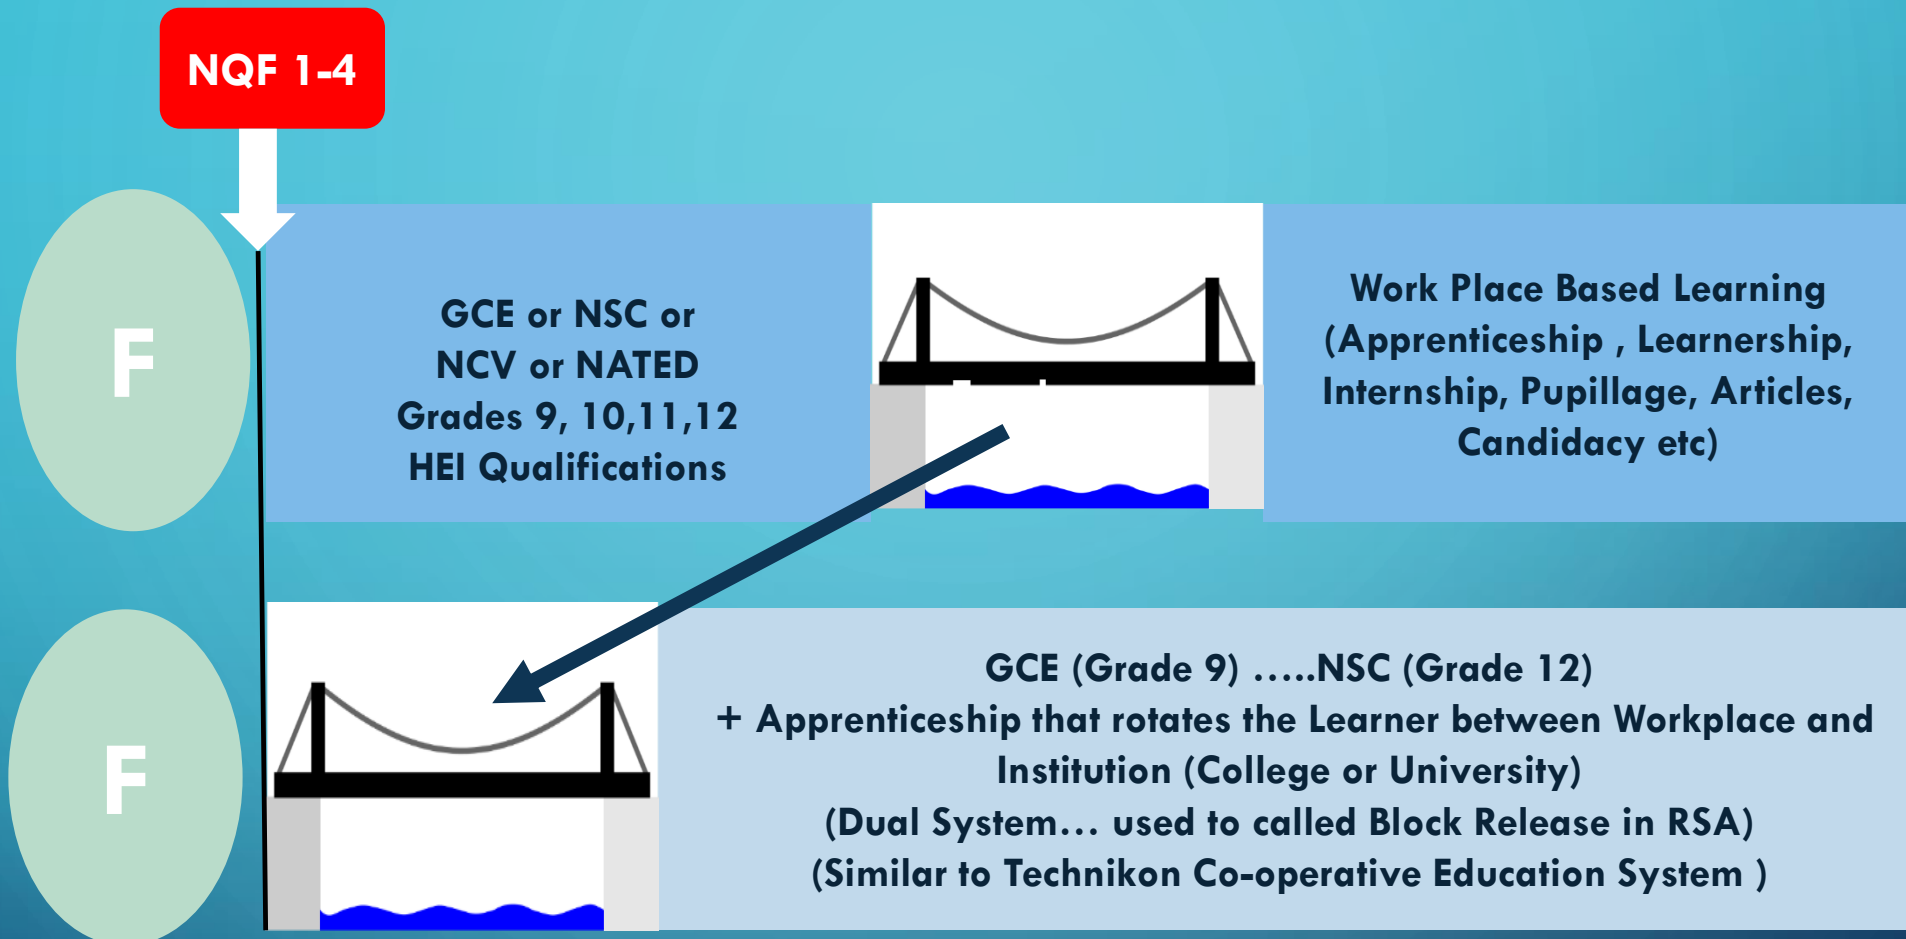 NQF 1-4
F
GCE or NSC or
NCV or NATED
Grades 9, 10,11,12
HEI Qualifications
Work Place Based Learning
(Apprenticeship , Learnership,
Internship, Pupillage, Articles,
Candidacy etc)
F
GCE (Grade 9) …..NSC (Grade 12)
+ Apprenticeship that rotates the Learner between Workplace and
Institution (College or University)
(Dual System… used to called Block Release in RSA)
(Similar to Technikon Co-operative Education System )